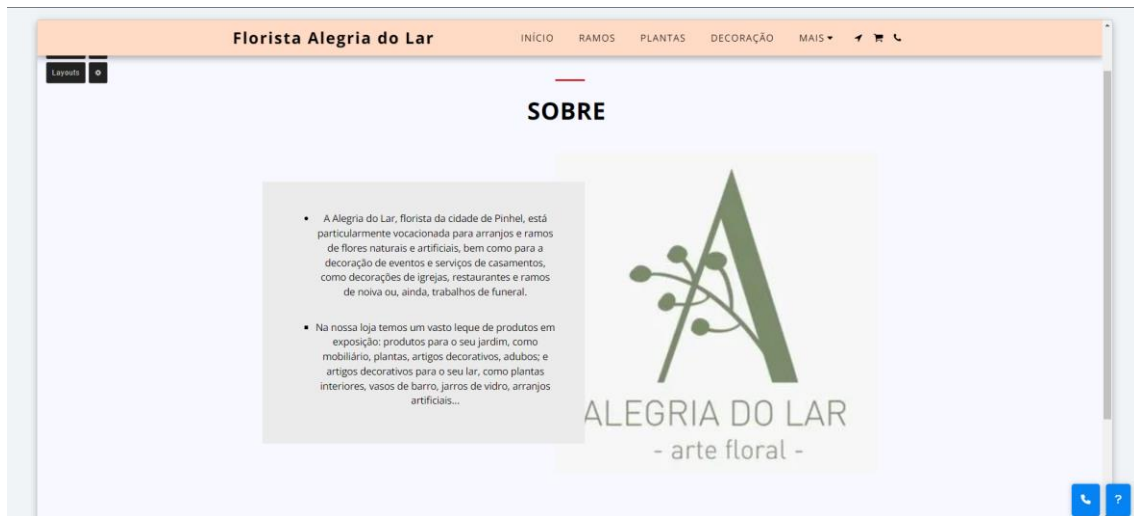 Florista Alegria do Lar
INÍCIO RAMOS PLANTAS DECORAÇÃO MAIS
Layouts
SOBRE
• A Alegria do Lar, florista da cidade de Pinhel, está
particularmente vocacionada para arranjos e ramos
de flores naturais e artificiais, bem como para a
decoração de eventos e serviços de casamentos,
como decorações de igrejas, restaurantes e ramos
de noiva ou, ainda, trabalhos de funeral.
▪ Na nossa loja temos um vasto leque de produtos em
exposição: produtos para o seu jardim, como
mobiliário, plantas, artigos decorativos, adubos; e
artigos decorativos para o seu lar, como plantas
interiores, vasos de barro, jarros de vidro, arranjos
artificiais...
A
ALEGRIA DO LAR
- arte floral -
?